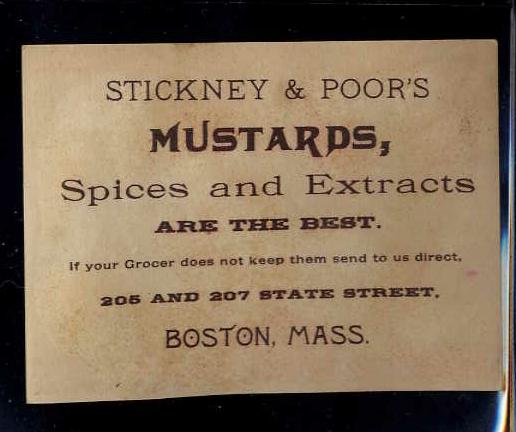 STICKNEY & POOR'S
MUSTARDS,
Spices and Extracts
ARE THE BEST.
If your Grocer does not keep them send to us direct,
205 AND 207 STATE STREET,
BOSTON, MASS.